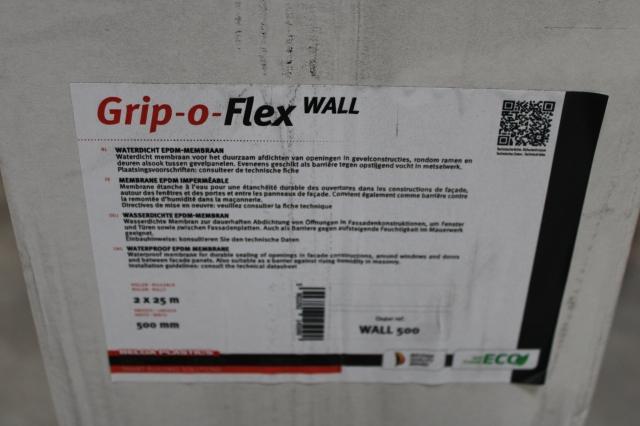 Grip-o-Flex WALL
NL WATERDICHT EPDM-MEMBRAAN
Waterdicht membraan voor het duurzaam afdichten van openingen in gevelconstructies, rondom ramen en
deuren alsook tussen gevelpanelen. Eveneens geschikt als barrière tegen opstijgend vocht in metselwerk.
Plaatsingsvoorschriften: consulteer de technische fiche
FR MEMBRANE EPDM IMPERMÉABLE
Membrane étanche à l'eau pour une étanchéité durable des ouvertures dans les constructions de façade,
autour des fenêtres et des portes et entre les panneaux de façade. Convient également comme barrière contre
la remontée d'humidité dans la maçonnerie.
Directives de mise en œuvre: veuillez consulter la fiche technique
WASSERDICHTE EPDM-MEMBRAN
Wasserdichte Membran zur dauerhaften Abdichtung von Öffnungen in Fassadenkonstruktionen, um Fenster
und Türen sowie zwischen Fassadenplatten. Auch als Barriere gegen aufsteigende Feuchtigkeit im Mauerwerk
geeignet.
Einbauhinweise: konsultieren Sie den technische Daten
WATERPROOF EPDM MEMBRANE
Waterproof membrane for durable sealing of openings in facade constructions, around windows and doors
and between facade panels. Also suitable as a barrier against rising humidity in masonry.
Installation guidelines: consult the technical datasheet
2 x 25 m
500 mm
WALL 500
BELGA PLASTICS
ECO